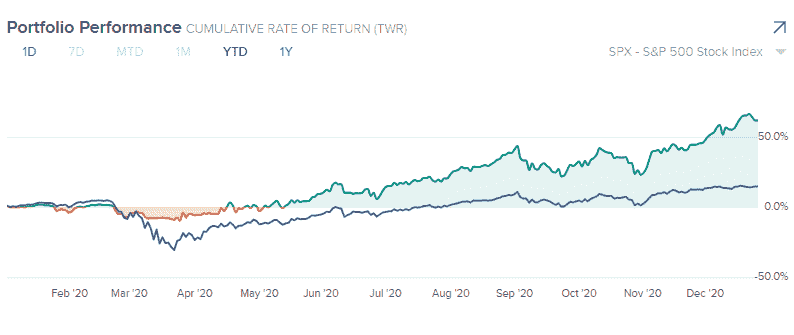 Portfolio Performance CUMULATIVE RATE OF RETURN (TWR)
1D 7D MTD 1M YTD 1Y SPX - S&P 500 Stock Index
50.0%
0.0%
-50.0%
Feb '20 Mar '20 Apr '20 May '20 Jun '20 Jul '20 Aug '20 Sep '20 Oct '20 Nov '20 Dec '20